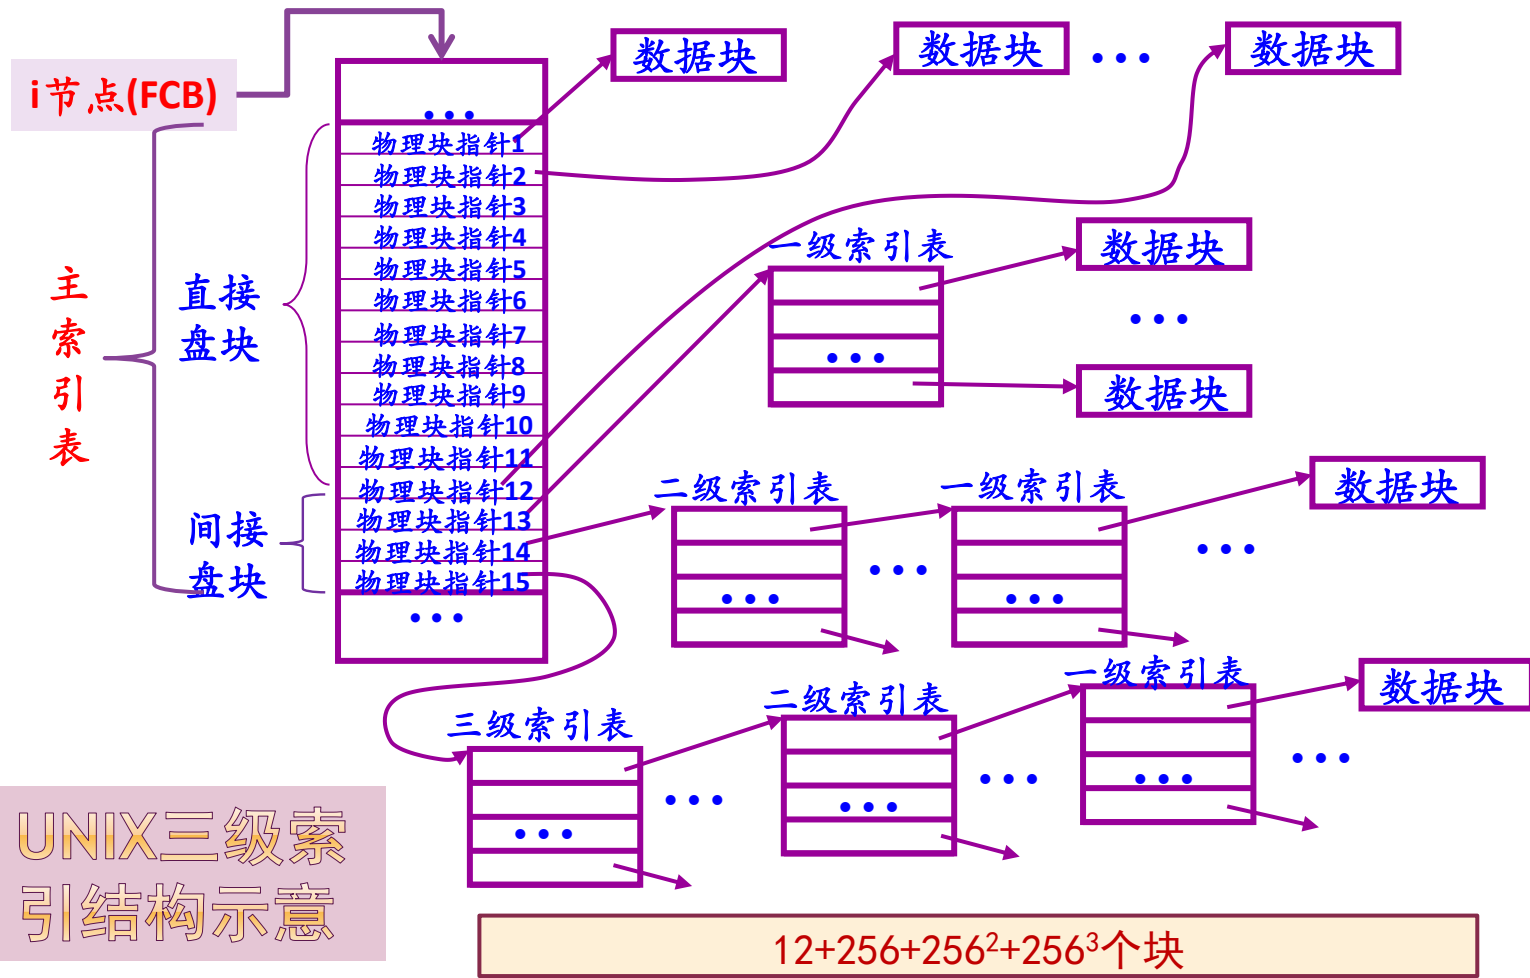 i节点(FCB)
主索引表
直接盘块
间接盘块
•••
物理块指针1
物理块指针2
物理块指针3
物理块指针4
物理块指针5
物理块指针6
物理块指针7
物理块指针8
物理块指针9
物理块指针10
物理块指针11
物理块指针12
物理块指针13
物理块指针14
物理块指针15
•••
数据块
数据块
•••
数据块
一级索引表
•••
数据块
•••
数据块
二级索引表
•••
•••
一级索引表
•••
数据块
•••
三级索引表
•••
•••
二级索引表
•••
•••
一级索引表
•••
数据块
•••
UNIX三级索
引结构示意
12+256+256²+256³个块